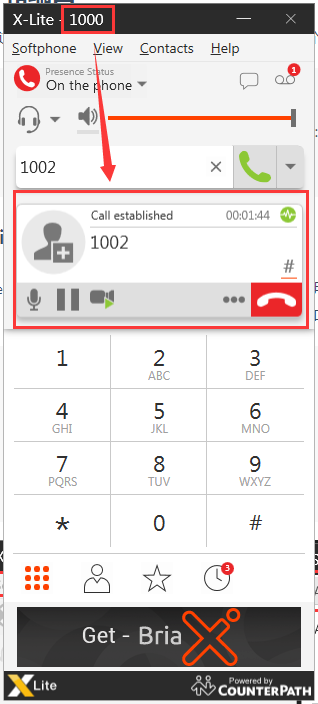 X-Lite - 1000
Softphone View Contacts Help
Presence Status
On the phone
1
1002
Call established 00:01:44
1002
#
1 2 3
ABC DEF
4 5 6
GHI JKL MNO
7 8 9
PQRS TUV WXYZ
* 0 #
3
Get - Bria X
X Lite Powered by
COUNTERPATH